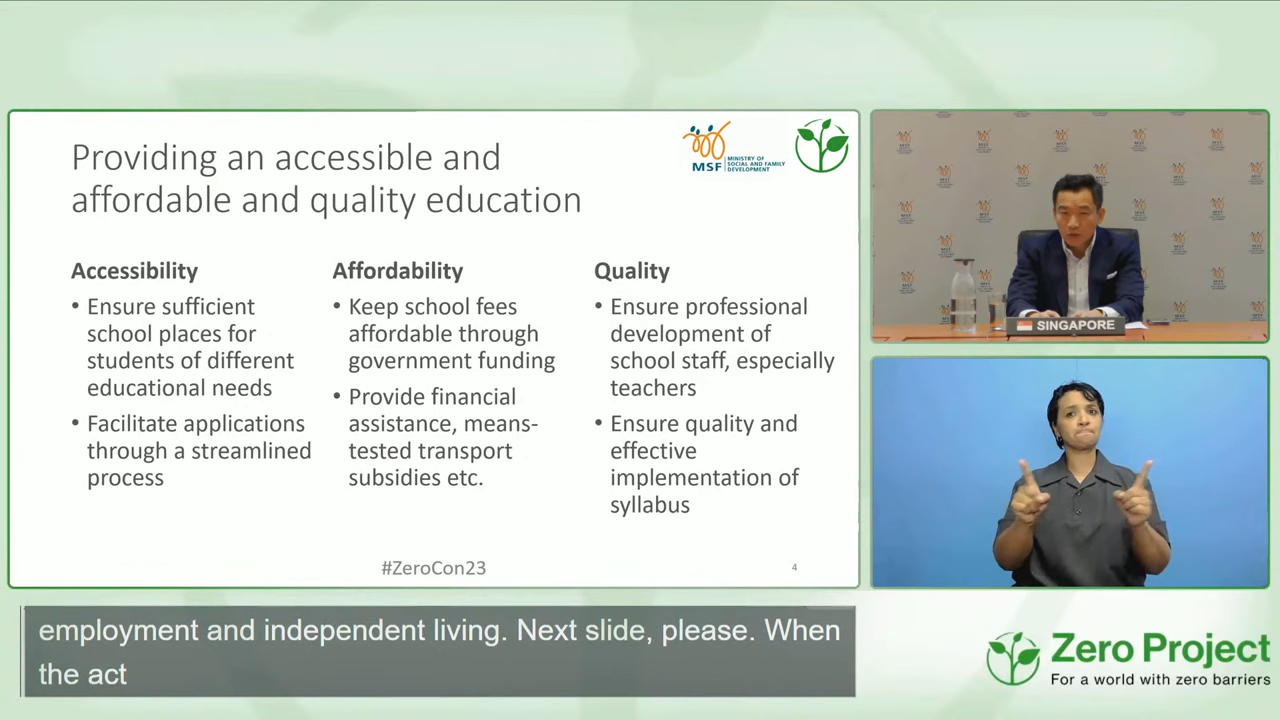 Providing an accessible and
affordable and quality education
MSF
MINISTRY OF
SOCIAL AND FAMILY
DEVELOPMENT
Accessibility
• Ensure sufficient
school places for
students of different
educational needs
• Facilitate applications
through a streamlined
process
Affordability
• Keep school fees
affordable through
government funding
• Provide financial
assistance, means-
tested transport
subsidies etc.
Quality
• Ensure professional
development of
school staff, especially
teachers
• Ensure quality and
effective
implementation of
syllabus
#ZeroCon23
4
SINGAPORE
employment and independent living. Next slide, please. When
the act
Zero Project
For a world with zero barriers